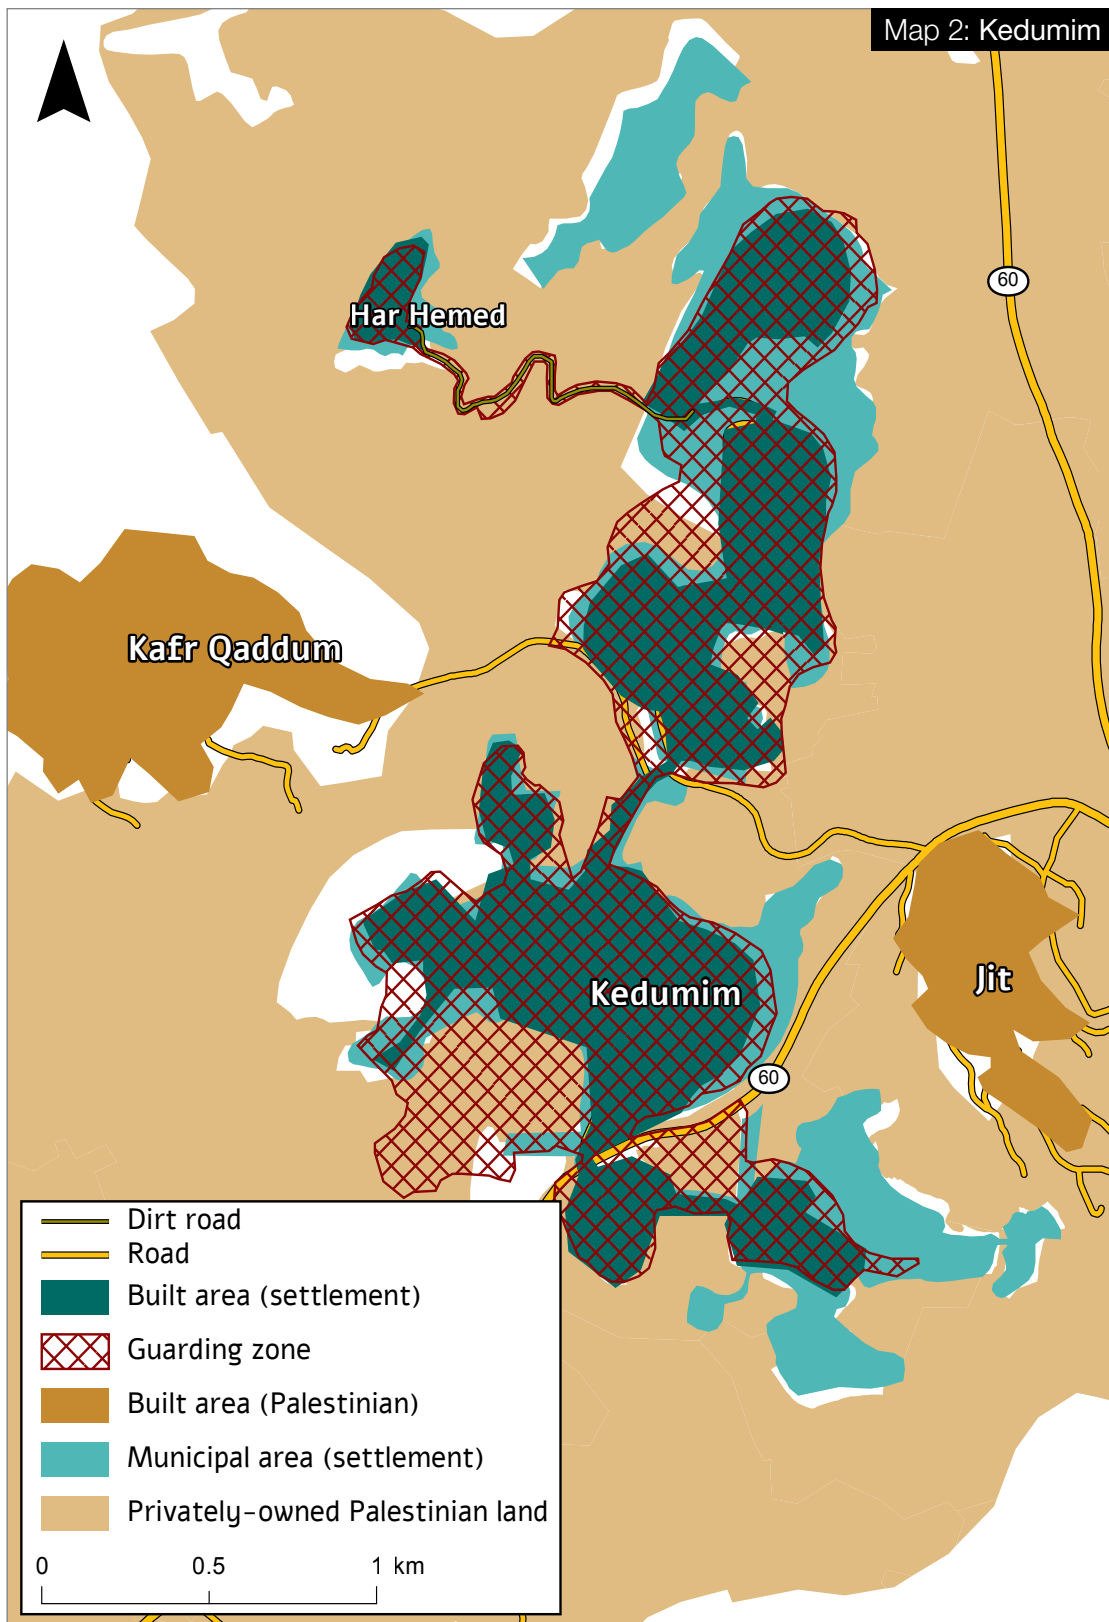 Map 2: Kedumim
60
Har Hemed
Kafr Qaddum
Jit
Kedumim
60
Dirt road
Road
Built area (settlement)
Guarding zone
Built area (Palestinian)
Municipal area (settlement)
Privately-owned Palestinian land
0 0.5 1 km